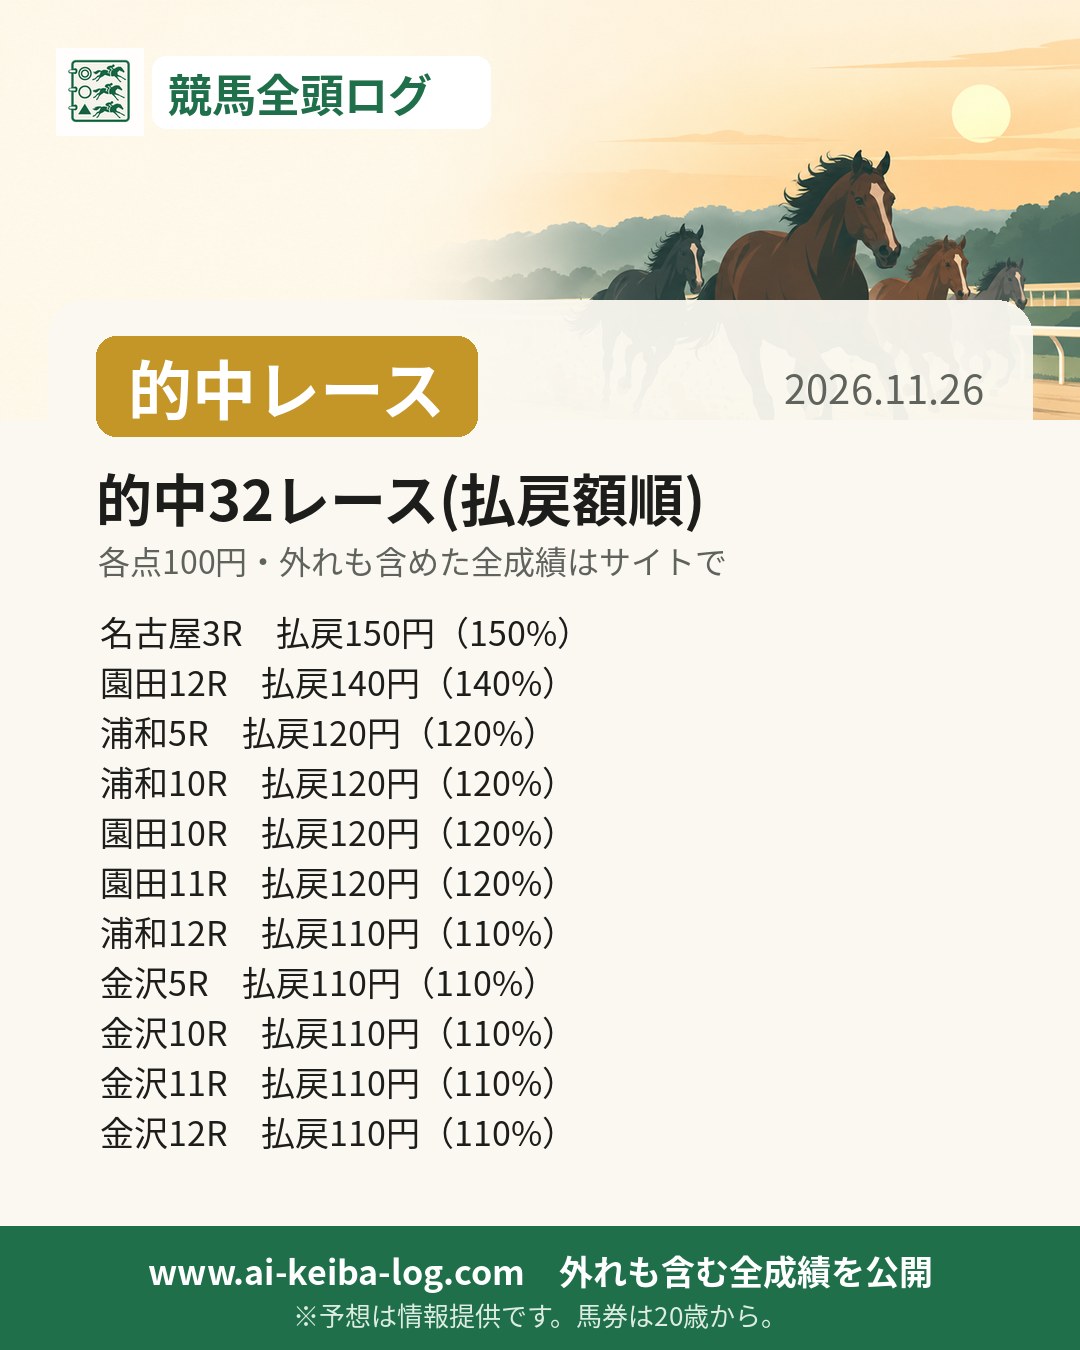 競馬全頭ログ
的中レース
2026.11.26
的中32レース(払戻額順)
各点100円・外れも含めた全成績はサイトで
名古屋3R　払戻150円（150%）
園田12R　払戻140円（140%）
浦和5R　払戻120円（120%）
浦和10R　払戻120円（120%）
園田10R　払戻120円（120%）
園田11R　払戻120円（120%）
浦和12R　払戻110円（110%）
金沢5R　払戻110円（110%）
金沢10R　払戻110円（110%）
金沢11R　払戻110円（110%）
金沢12R　払戻110円（110%）
www.ai-keiba-log.com　外れも含む全成績を公開
※予想は情報提供です。馬券は20歳から。